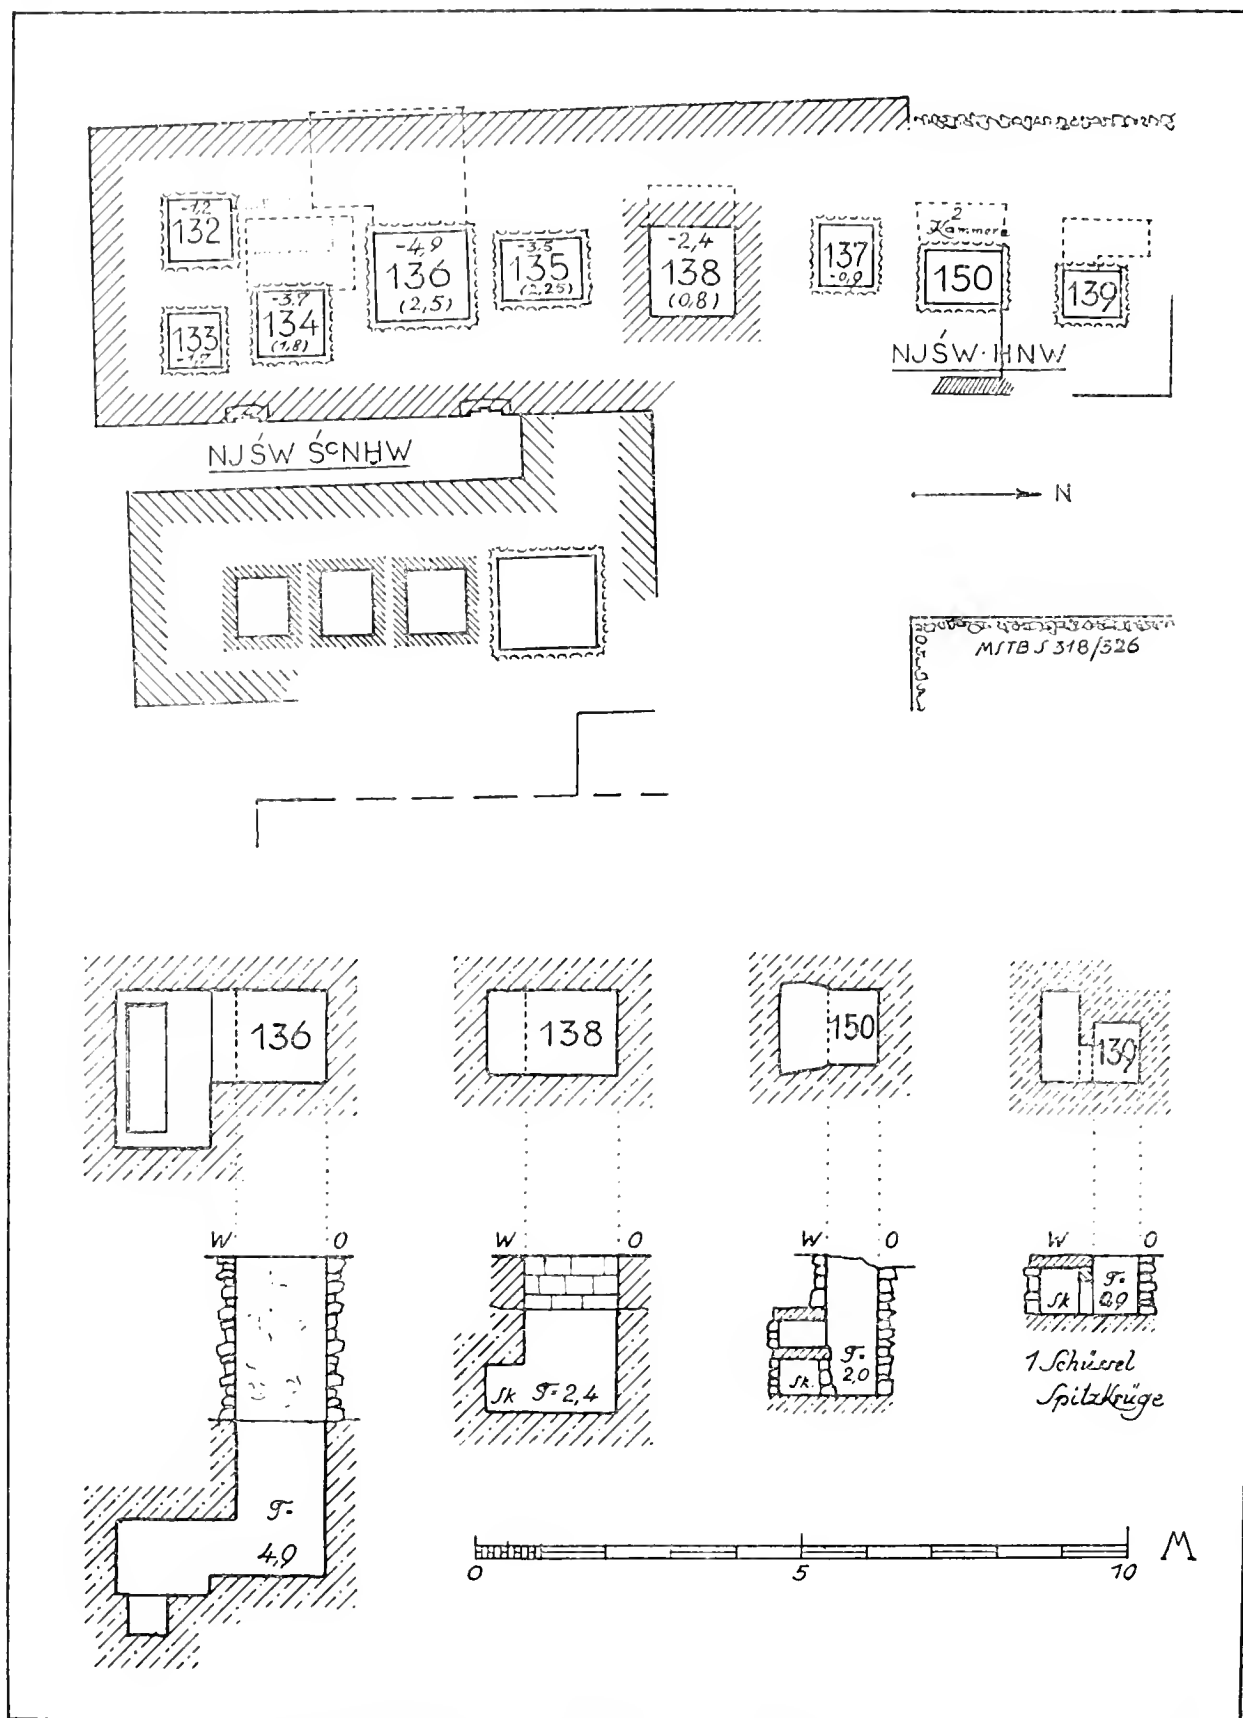 -1,2
132
-4,9
136
(2,5)
-3,5
135
(2,25)
-2,4
138
(0,8)
137
-0,9
2
Kammern
150
139
133
-1,7
-3,7
134
(1,8)
NJŚW·ḤNW
NJŚW ŚꜤNḪW
N
MSTB S 318/326
136
138
150
139
W O
W O
W O
W O
T=
4,9
Sk T=2,4
T=
2,0
Sk.
Sk
T=
0,9
1 Schüssel
Spitzkrüge
0 5 10 M